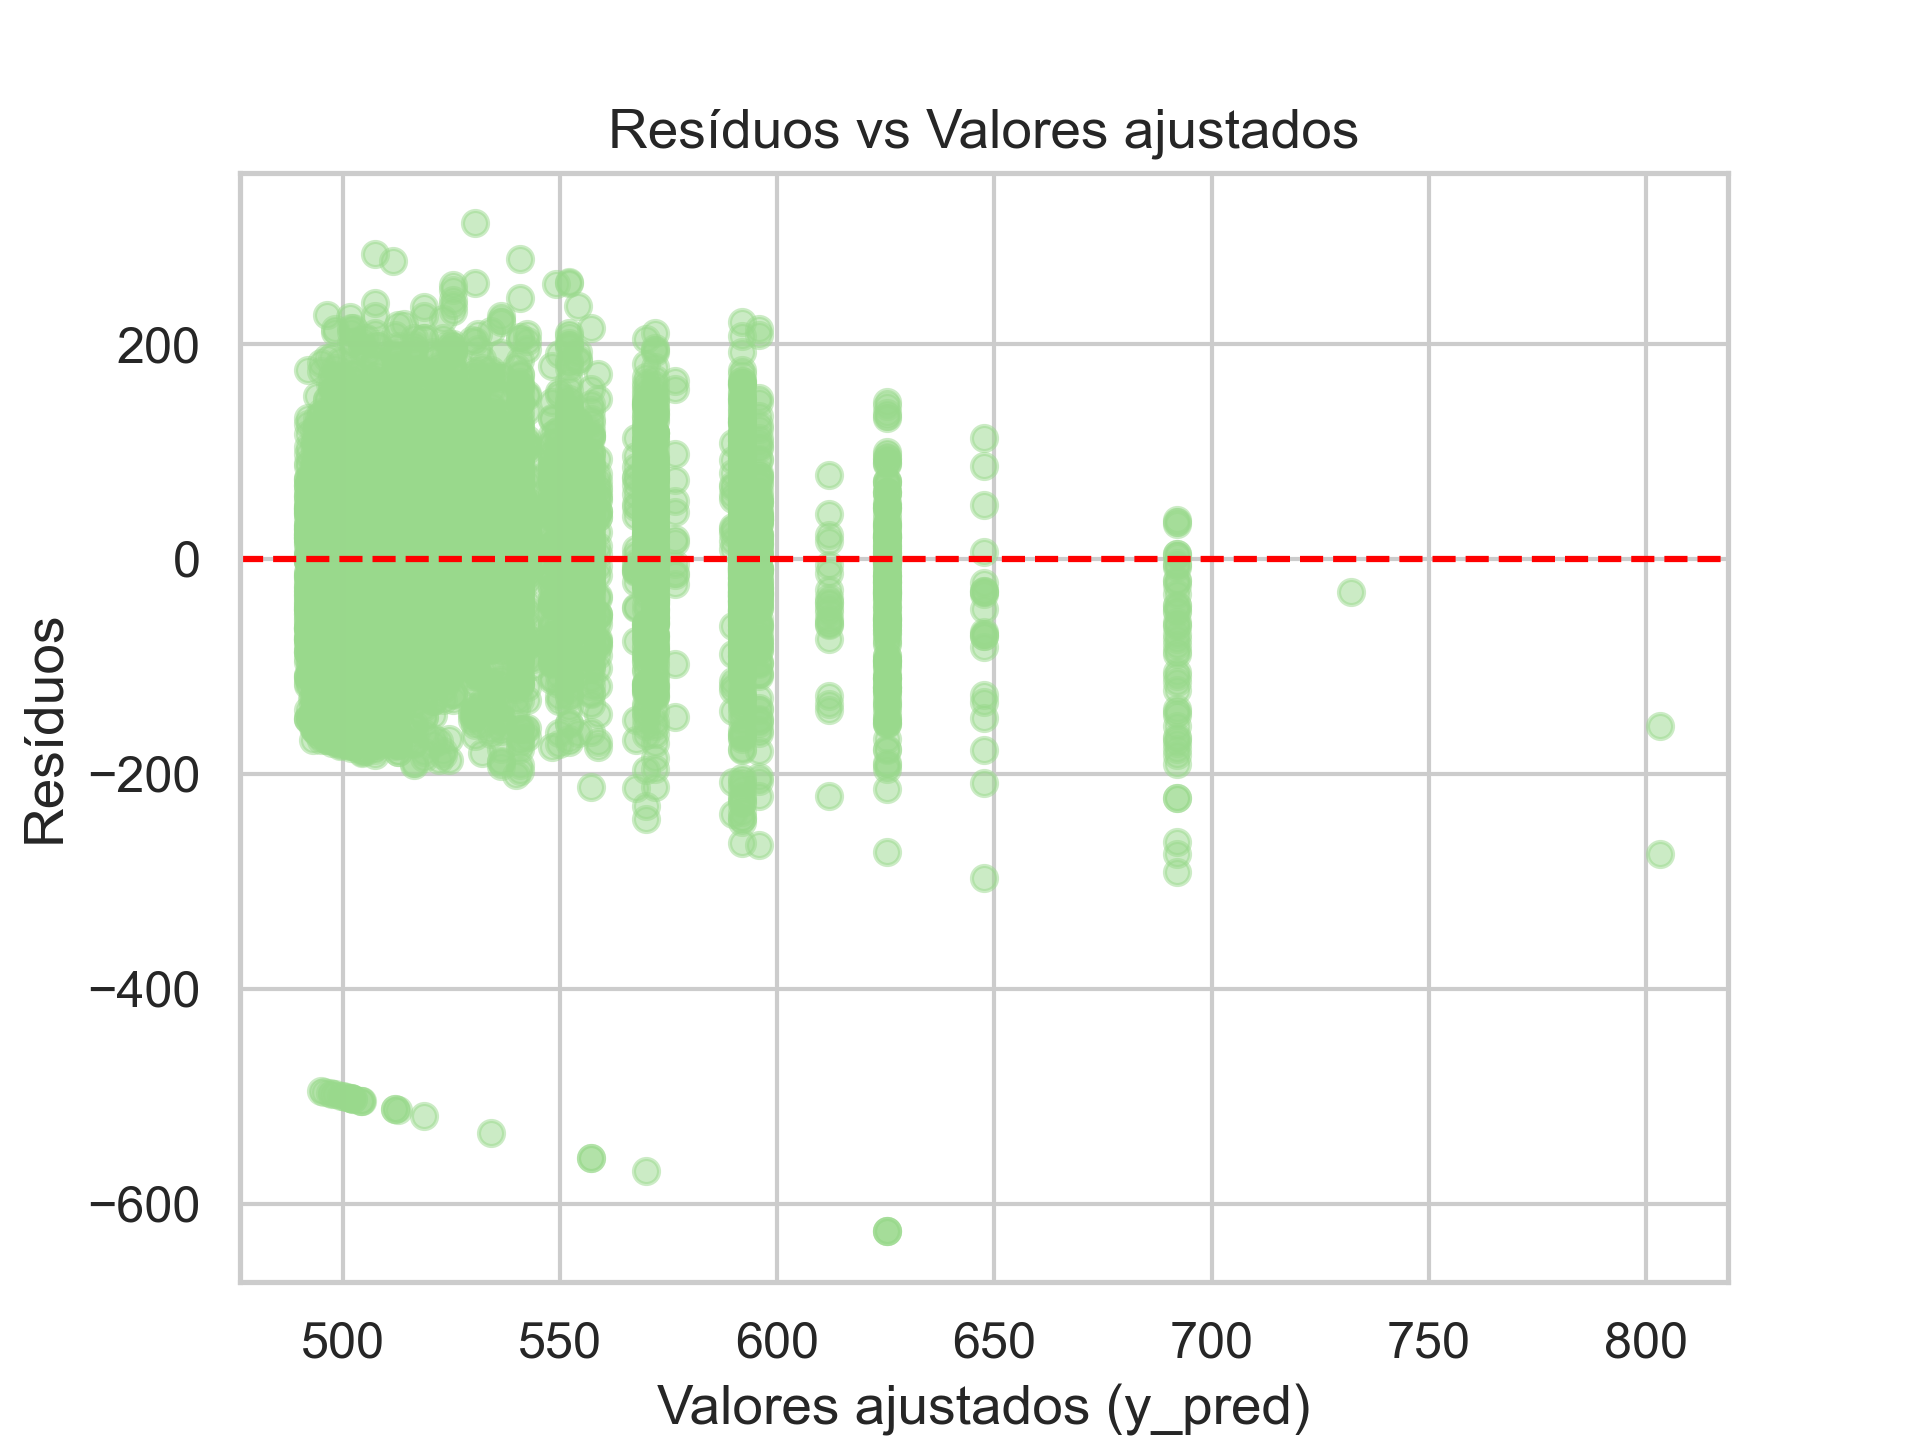 Resíduos vs Valores ajustados
200
0
−200
−400
−600
Resíduos
500 550 600 650 700 750 800
Valores ajustados (y_pred)